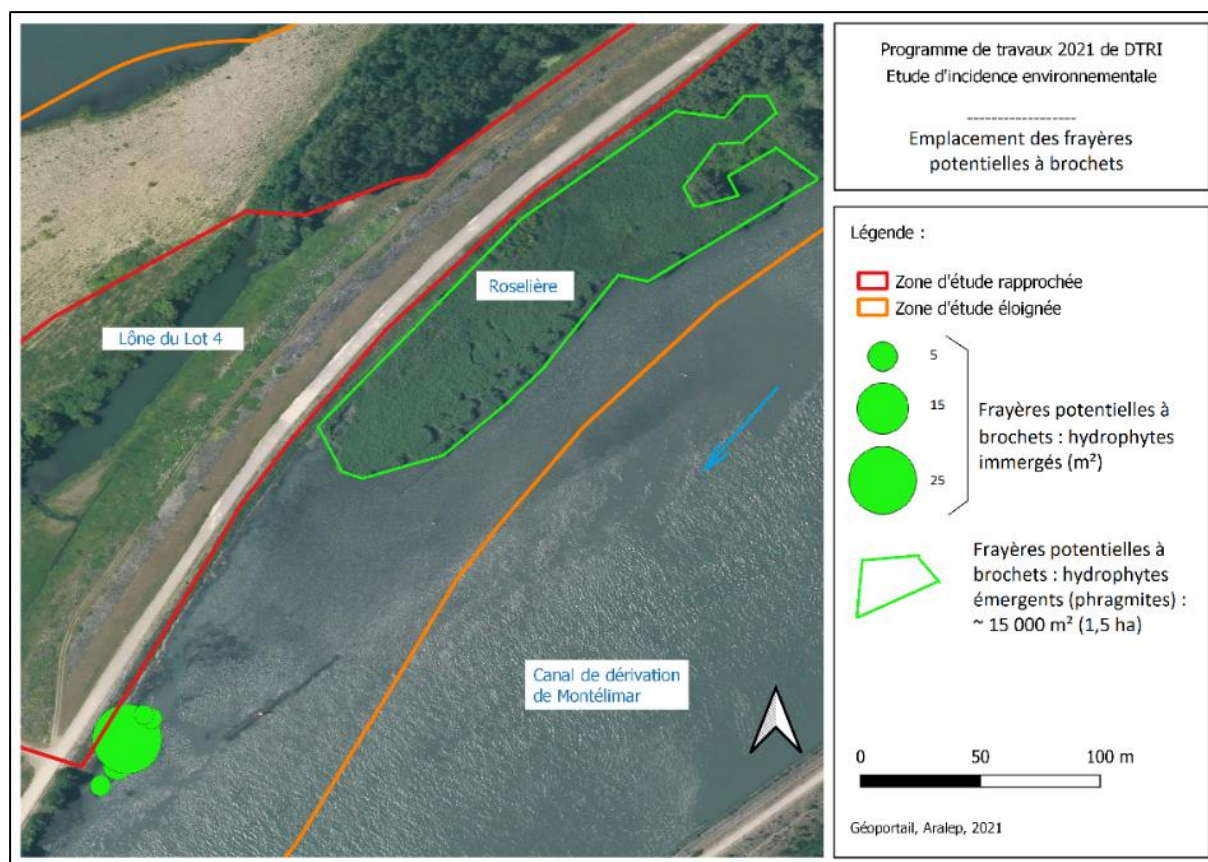 Programme de travaux 2021 de DTRI
Etude d'incidence environnementale
------------------
Emplacement des frayères
potentielles à brochets
Légende :
Zone d'étude rapprochée
Zone d'étude éloignée
5
15
25
Frayères potentielles à
brochets : hydrophytes
immergés (m²)
Frayères potentielles à
brochets : hydrophytes
émergents (phragmites) :
~ 15 000 m² (1,5 ha)
0 50 100 m
Géoportail, Aralep, 2021
Roselière
Lône du Lot 4
Canal de dérivation
de Montélimar